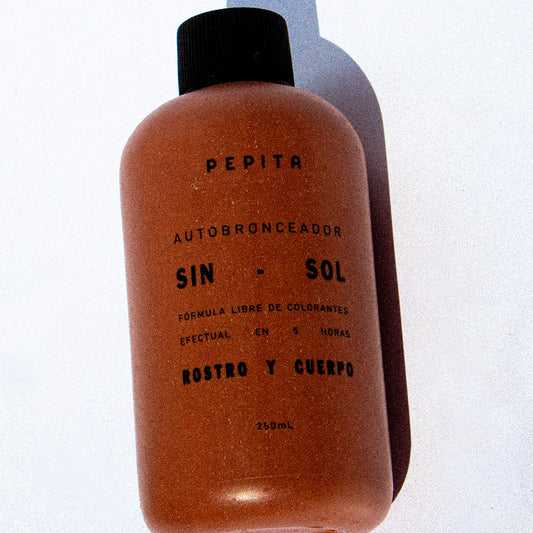 PEPITA
AUTOBRONCEADOR
SIN - SOL
FÓRMULA LIBRE DE COLORANTES
EFECTUAL EN 5 HORAS
ROSTRO Y CUERPO
250mL